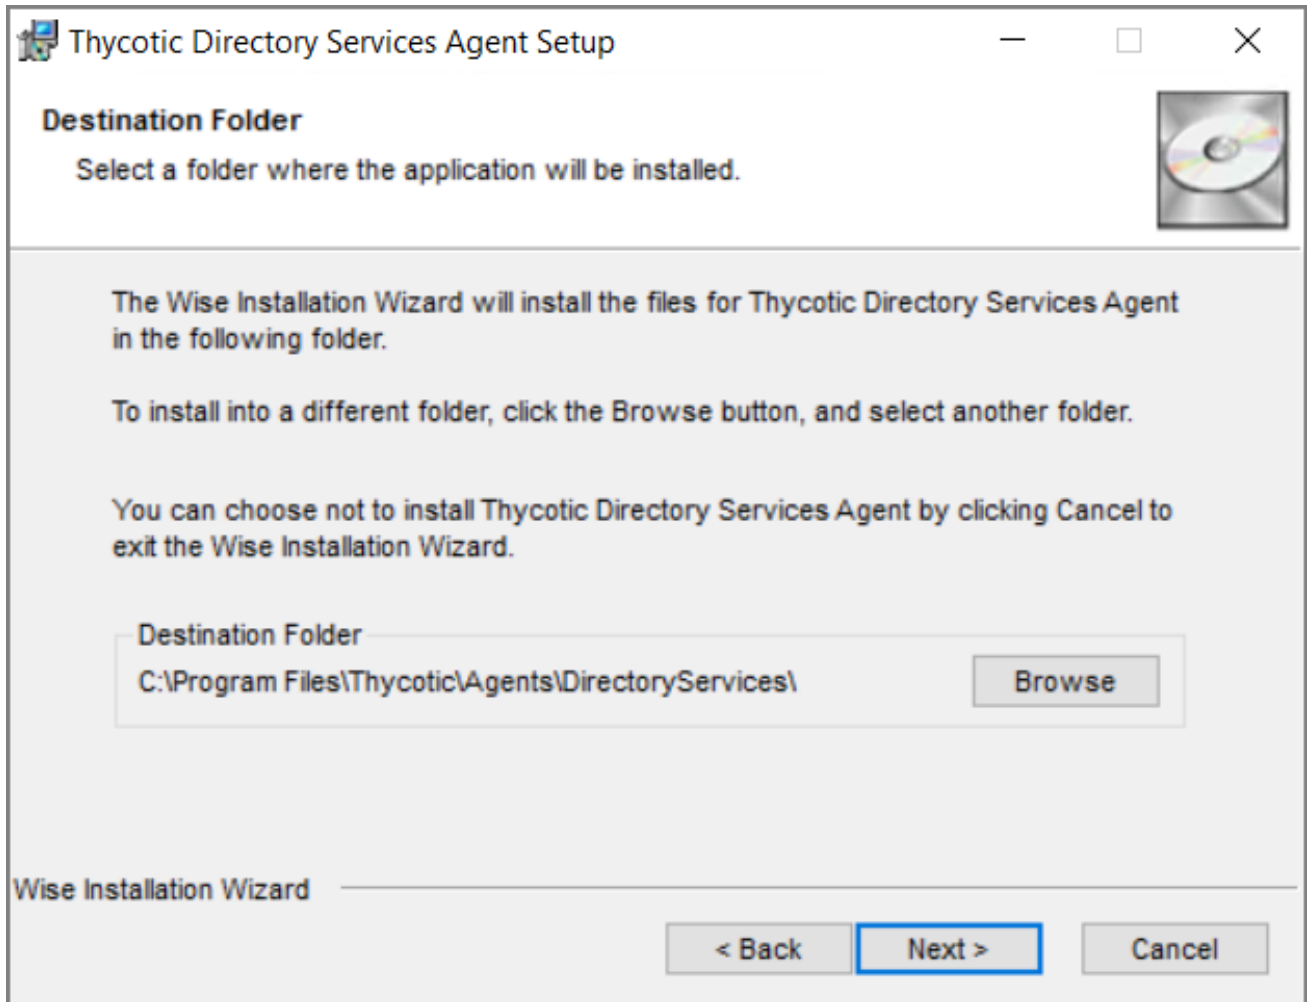 Thycotic Directory Services Agent Setup
Destination Folder
Select a folder where the application will be installed.
The Wise Installation Wizard will install the files for Thycotic Directory Services Agent
in the following folder.
To install into a different folder, click the Browse button, and select another folder.
You can choose not to install Thycotic Directory Services Agent by clicking Cancel to
exit the Wise Installation Wizard.
Destination Folder
C:\Program Files\Thycotic\Agents\DirectoryServices\ Browse
Wise Installation Wizard
< Back Next > Cancel